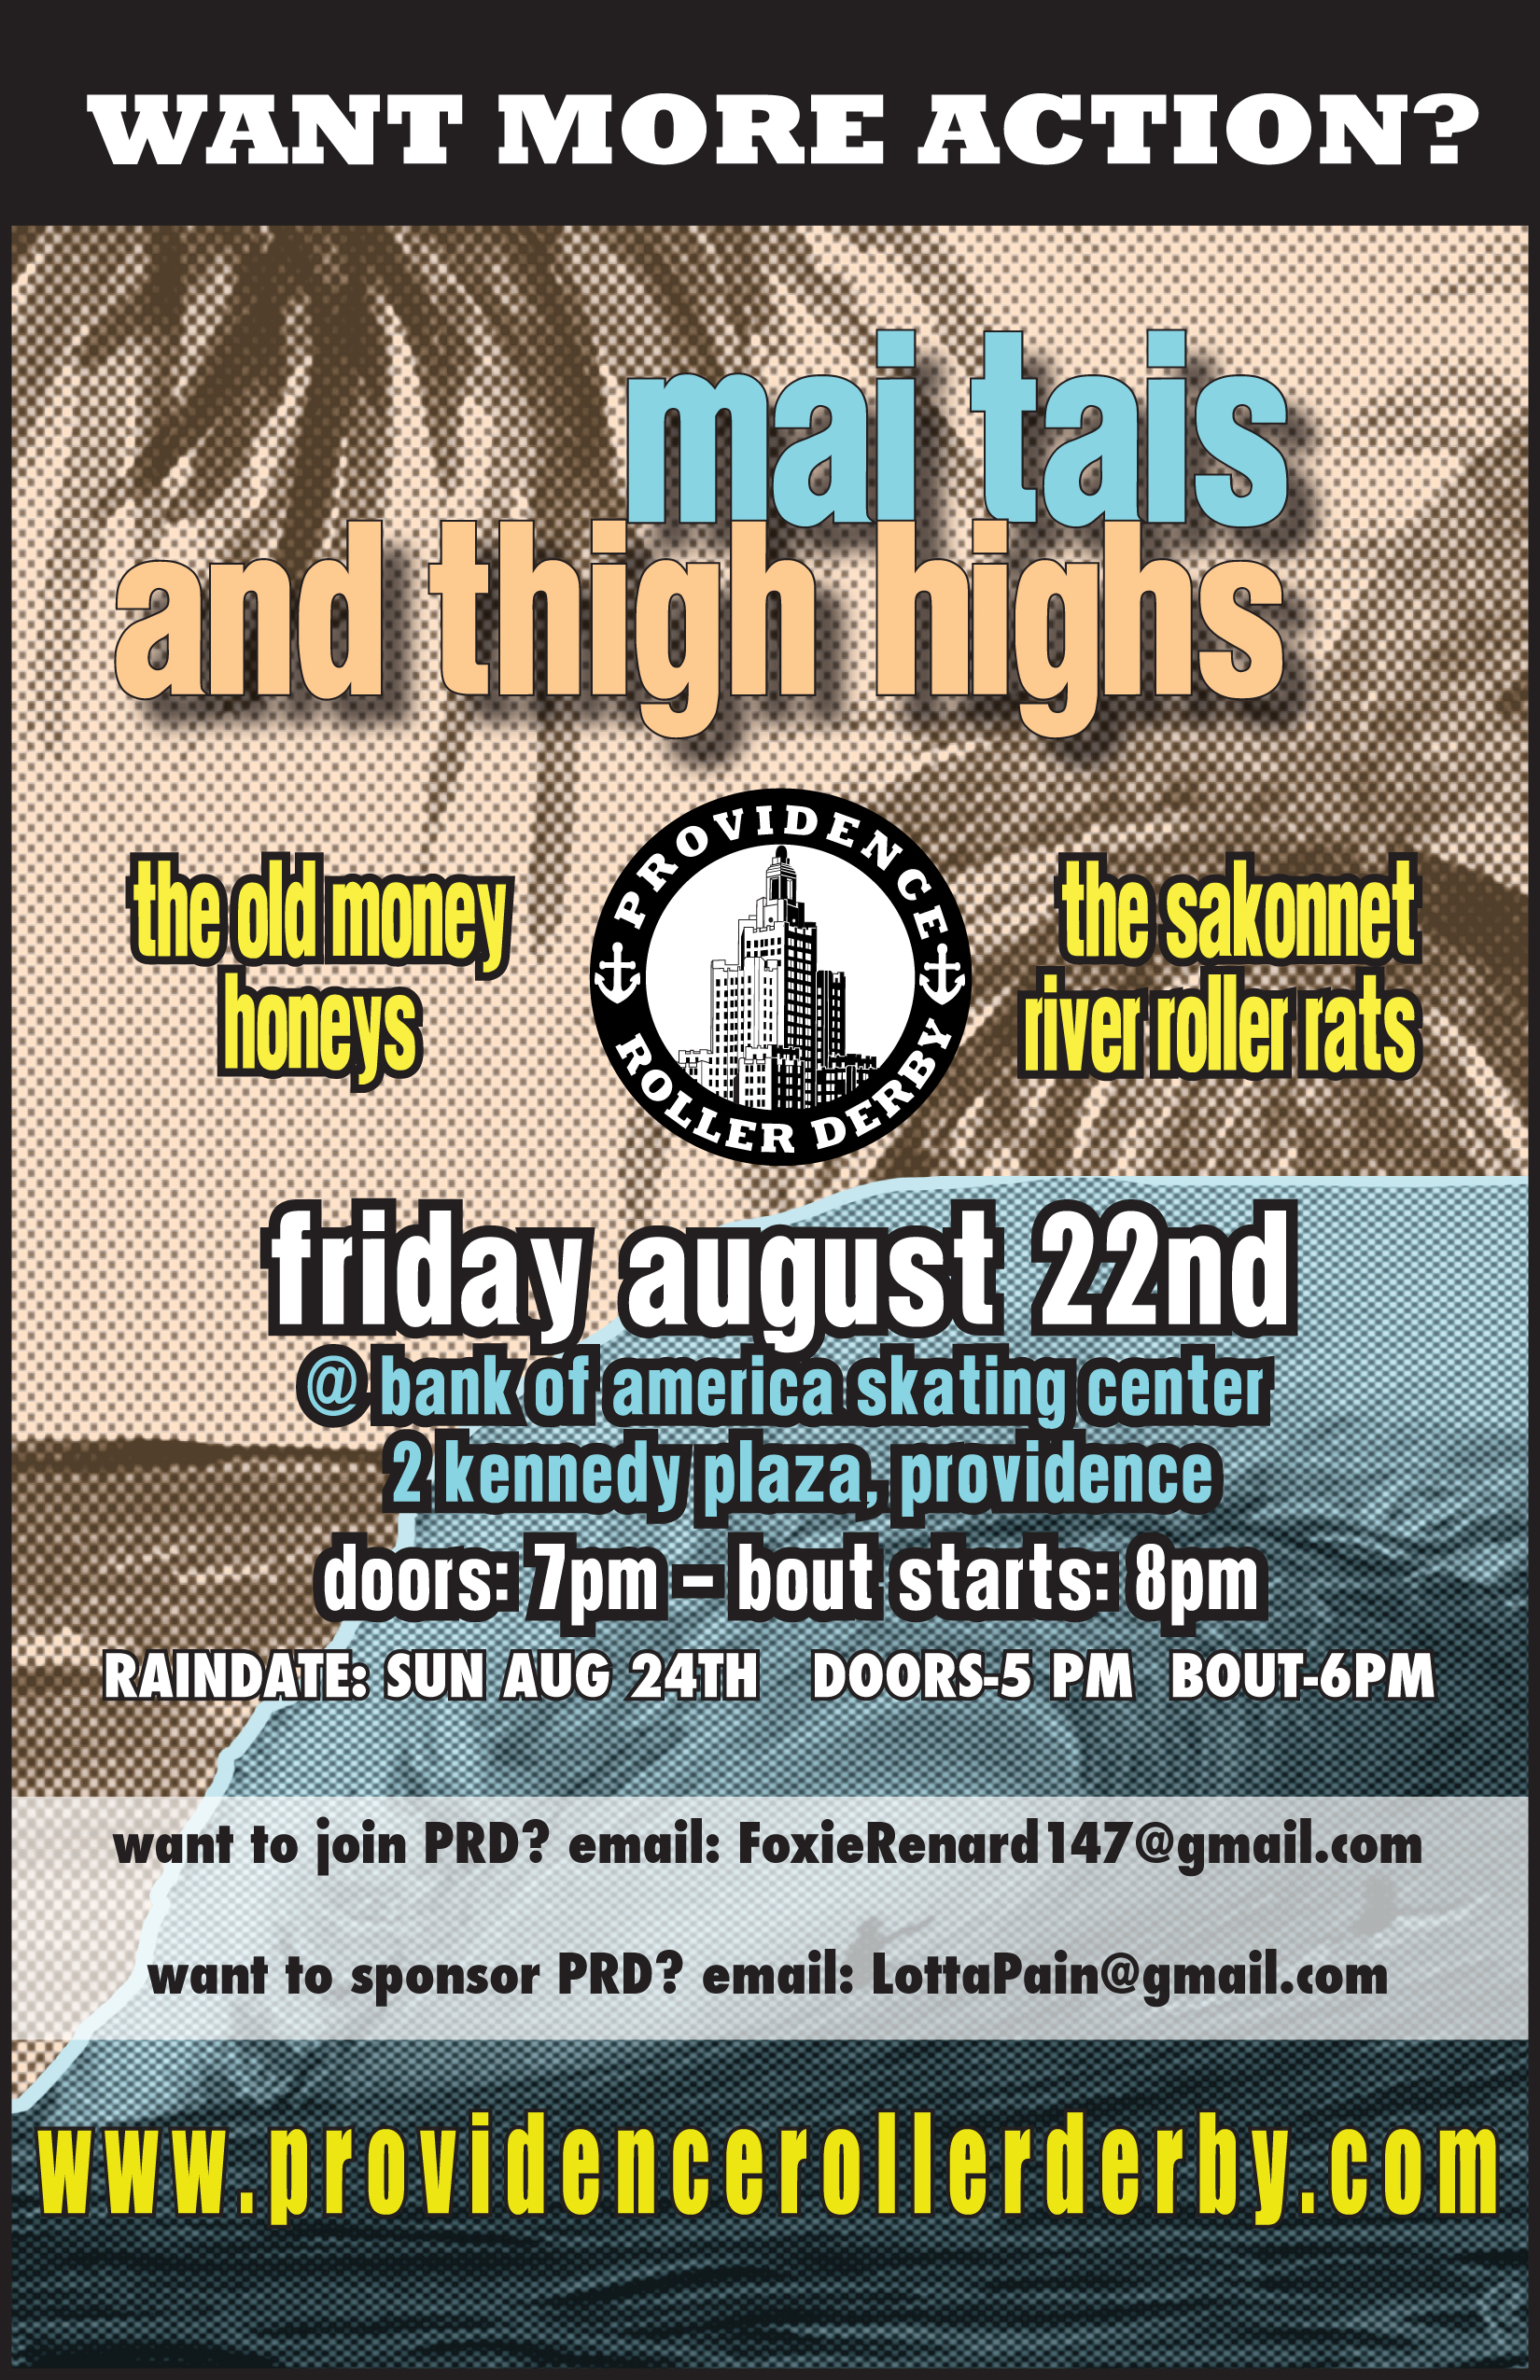 WANT MORE ACTION?
mai tais
and thigh highs
the old money
honeys
PROVIDENCE
ROLLER DERBY
the sakonnet
river roller rats
friday august 22nd
@ bank of america skating center
2 kennedy plaza, providence
doors: 7pm – bout starts: 8pm
RAINDATE: SUN AUG 24TH DOORS-5 PM BOUT-6PM
want to join PRD? email: FoxieRenard147@gmail.com
want to sponsor PRD? email: LottaPain@gmail.com
www.providencerollerderby.com